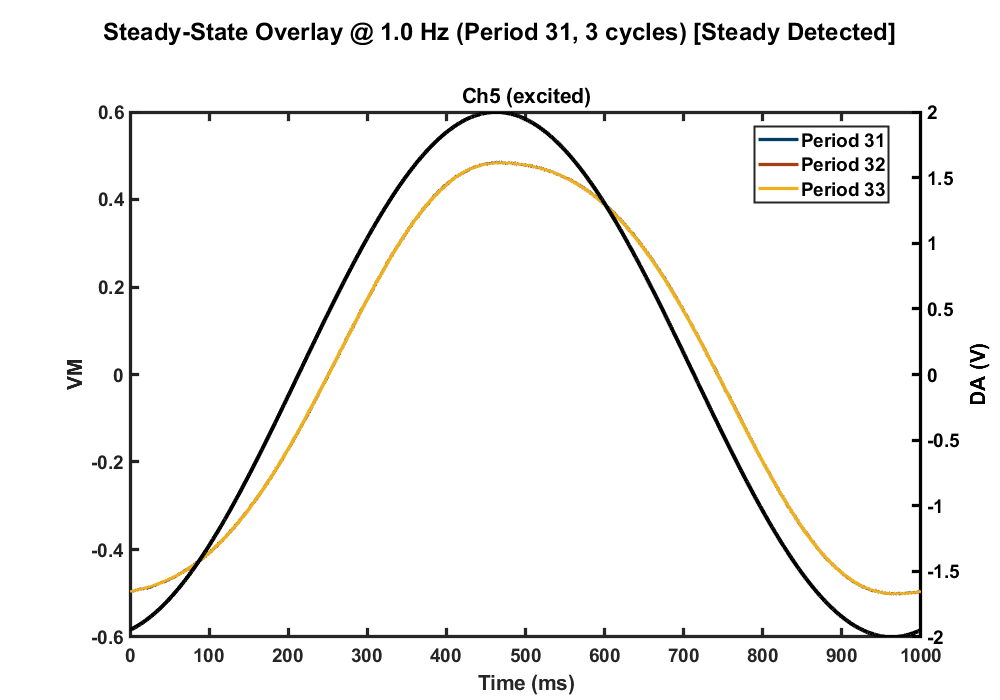 Steady-State Overlay @ 1.0 Hz (Period 31, 3 cycles) [Steady Detected]
Ch5 (excited)
0.6
0.4
0.2
0
-0.2
-0.4
-0.6
VM
2
1.5
1
0.5
0
-0.5
-1
-1.5
-2
DA (V)
Period 31
Period 32
Period 33
0 100 200 300 400 500 600 700 800 900 1000
Time (ms)